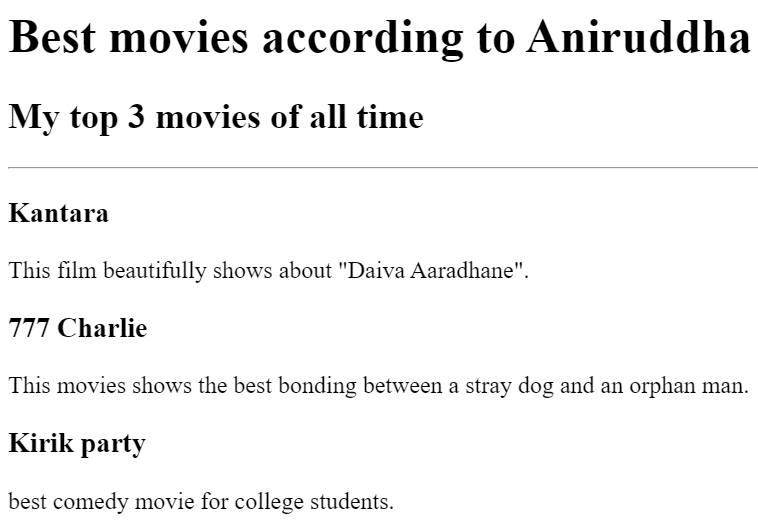 Best movies according to Aniruddha
My top 3 movies of all time
Kantara
This film beautifully shows about "Daiva Aaradhane".
777 Charlie
This movies shows the best bonding between a stray dog and an orphan man.
Kirik party
best comedy movie for college students.